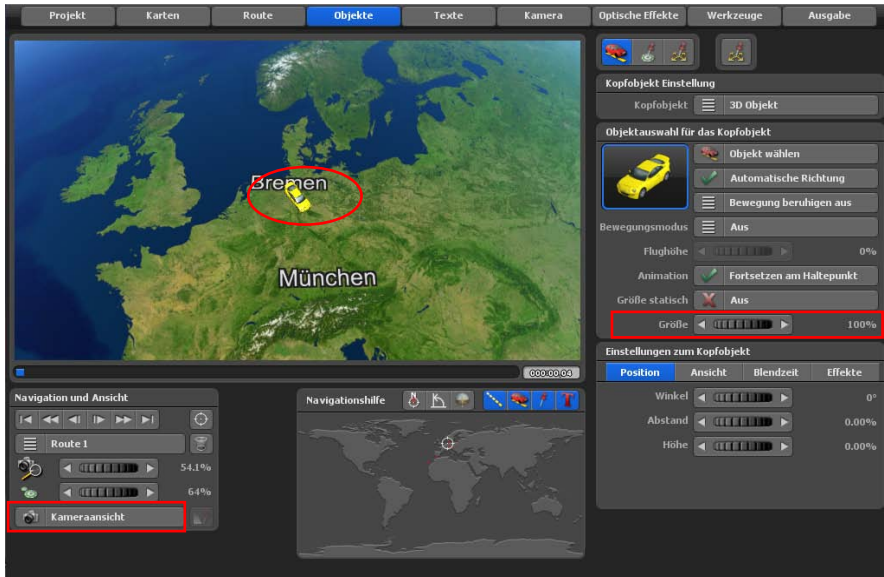 Projekt Karten Route Objekte Texte Kamera Optische Effekte Werkzeuge Ausgabe
Bremen
München
000:00:04
Kopfobjekt Einstellung
Kopfobjekt 3D Objekt
Objektauswahl für das Kopfobjekt
Objekt wählen
Automatische Richtung
Bewegung beruhigen aus
Bewegungsmodus Aus
Flughöhe 0%
Animation Fortsetzen am Haltepunkt
Größe statisch Aus
Größe 100%
Einstellungen zum Kopfobjekt
Position Ansicht Blendzeit Effekte
Winkel 0°
Abstand 0.00%
Höhe 0.00%
Navigation und Ansicht
Route 1
54.1%
64%
Kameraansicht
Navigationshilfe